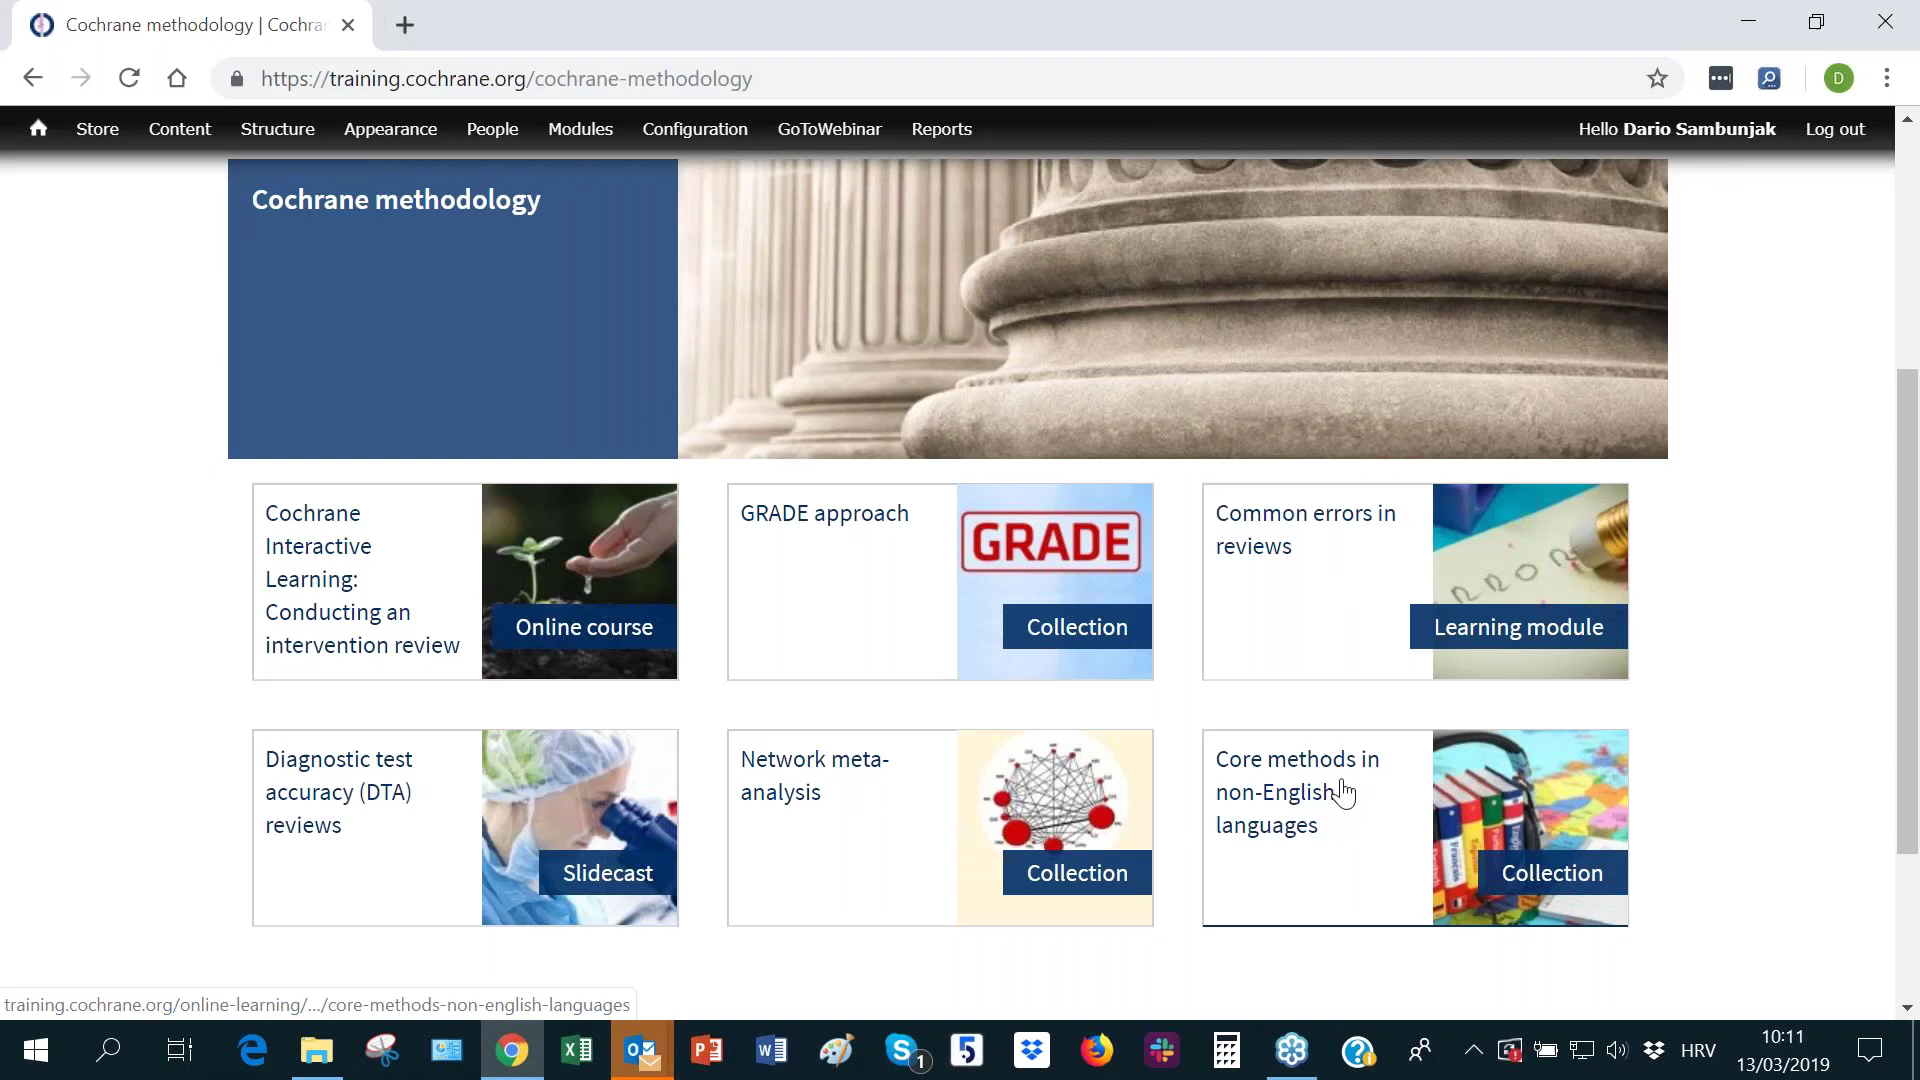 Cochrane methodology | Cochra
https://training.cochrane.org/cochrane-methodology
D
Store Content Structure Appearance People Modules Configuration GoToWebinar Reports Hello Dario Sambunjak Log out
Cochrane methodology
Cochrane
Interactive
Learning:
Conducting an
intervention review
Online course
GRADE approach
GRADE
Collection
Common errors in
reviews
ERROR
Learning module
Diagnostic test
accuracy (DTA)
reviews
Slidecast
Network meta-
analysis
Collection
Core methods in
non-English
languages
Collection
training.cochrane.org/online-learning/.../core-methods-non-english-languages
1
5
HRV
10:11
13/03/2019